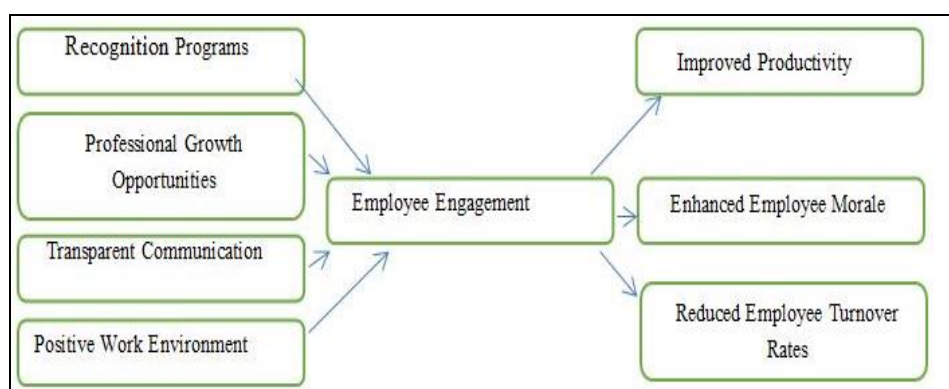 Recognition Programs
Professional Growth
Opportunities
Transparent Communication
Positive Work Environment
Employee Engagement
Improved Productivity
Enhanced Employee Morale
Reduced Employee Turnover
Rates